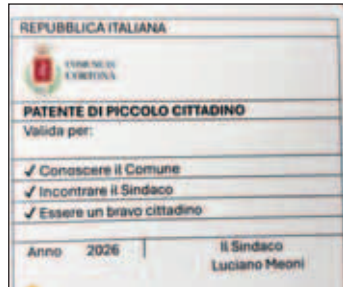 REPUBBLICA ITALIANA
COMUNE DI
CORTONA
PATENTE DI PICCOLO CITTADINO
Valida per:
✓ Conoscere il Comune
✓ Incontrare il Sindaco
✓ Essere un bravo cittadino
Anno 2026 Il Sindaco
Luciano Meoni